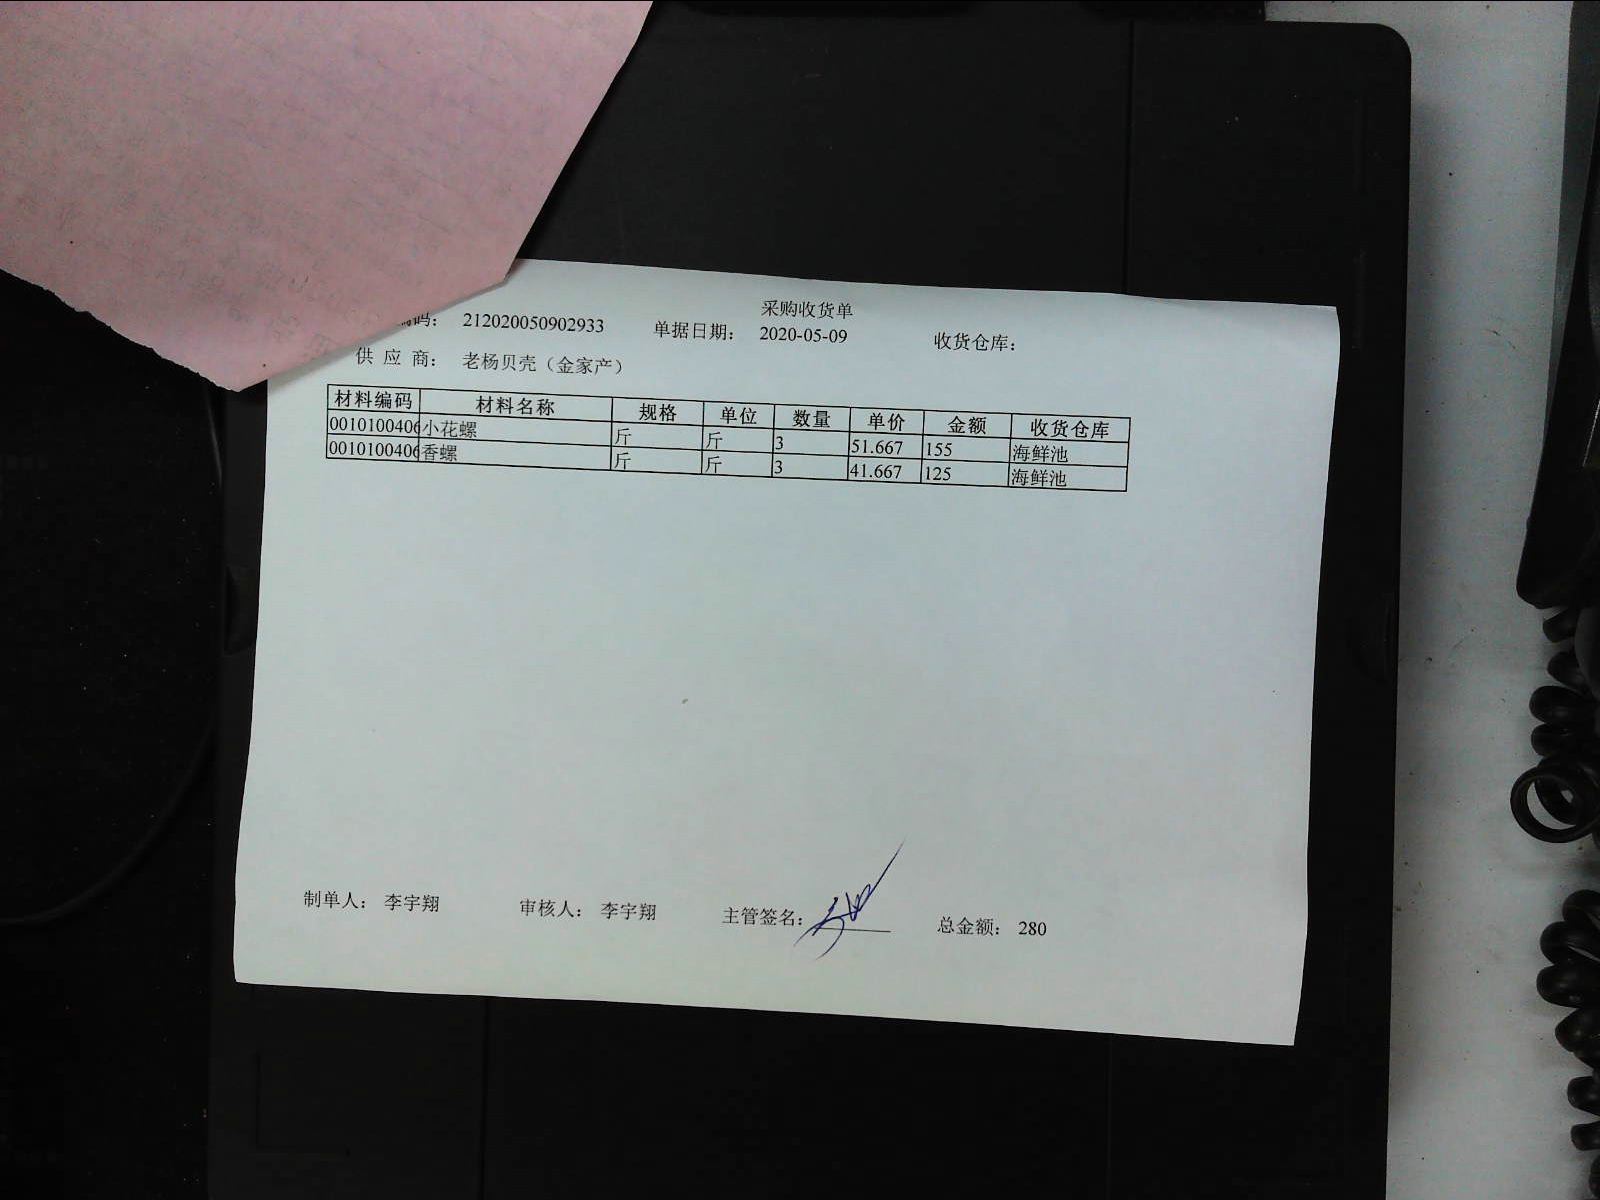 采购收货单
编码： 212020050902933 单据日期： 2020-05-09 收货仓库：
供 应 商： 老杨贝壳（金家产）
材料编码 材料名称 规格 单位 数量 单价 金额 收货仓库
0010100406 小花螺 斤 斤 3 51.667 155 海鲜池
0010100406 香螺 斤 斤 3 41.667 125 海鲜池
制单人： 李宇翔 审核人： 李宇翔 主管签名： 总金额： 280